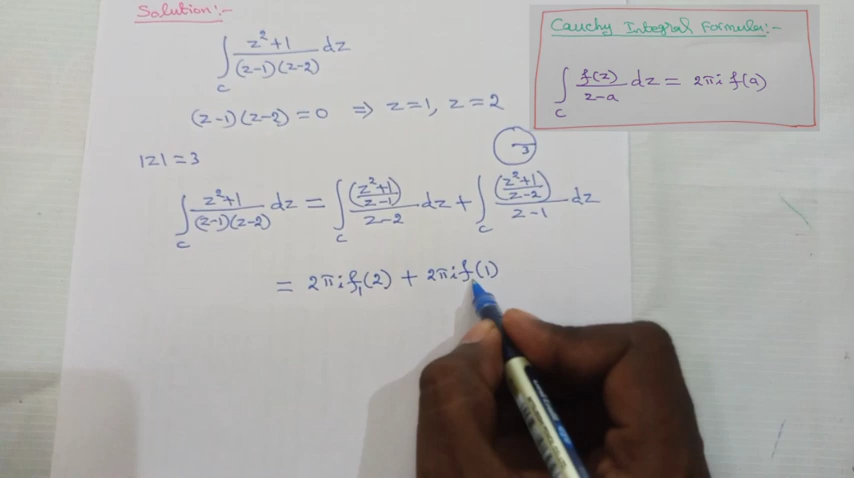 Solution:-
∫_C (z²+1)/((z-1)(z-2)) dz
(z-1)(z-2)=0 ⇒ z=1, z=2
|z|=3
3
∫_C (z²+1)/((z-1)(z-2)) dz = ∫_C ((z²+1)/(z-1))/(z-2) dz + ∫_C ((z²+1)/(z-2))/(z-1) dz
= 2πi f₁(2) + 2πi f(1)
Cauchy Integral Formula:-
∫_C f(z)/(z-a) dz = 2πi f(a)